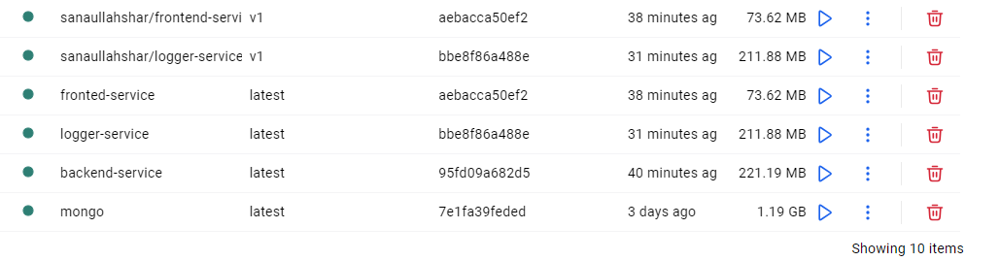 sanaullahshar/frontend-servi v1 aebacca50ef2 38 minutes ag 73.62 MB
sanaullahshar/logger-service v1 bbe8f86a488e 31 minutes ag 211.88 MB
fronted-service latest aebacca50ef2 38 minutes ag 73.62 MB
logger-service latest bbe8f86a488e 31 minutes ag 211.88 MB
backend-service latest 95fd09a682d5 40 minutes ag 221.19 MB
mongo latest 7e1fa39feded 3 days ago 1.19 GB
Showing 10 items